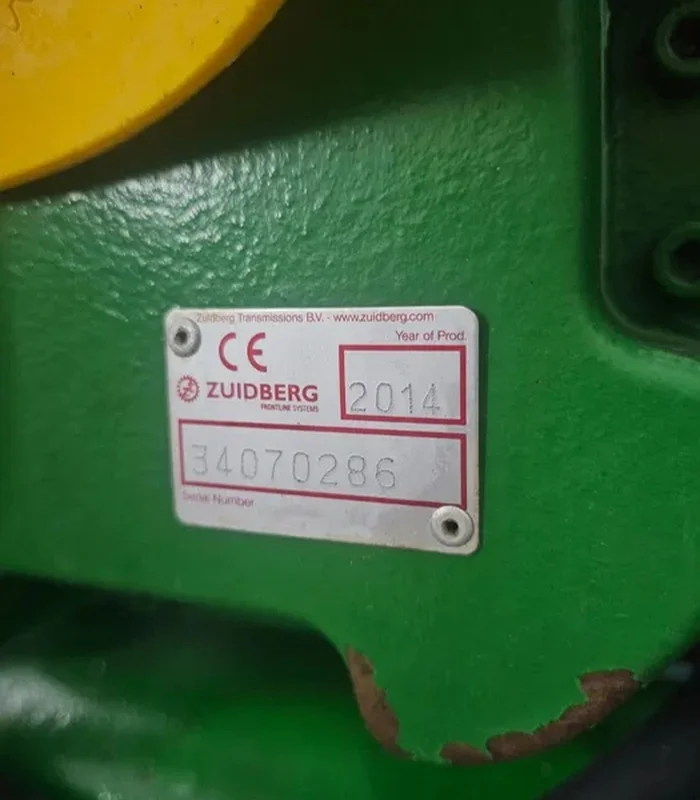 Zuidberg Transmissions B.V. - www.zuidberg.com
Year of Prod.
CE
ZUIDBERG
FRONTLINE SYSTEMS
2014
34070286
Serial Number